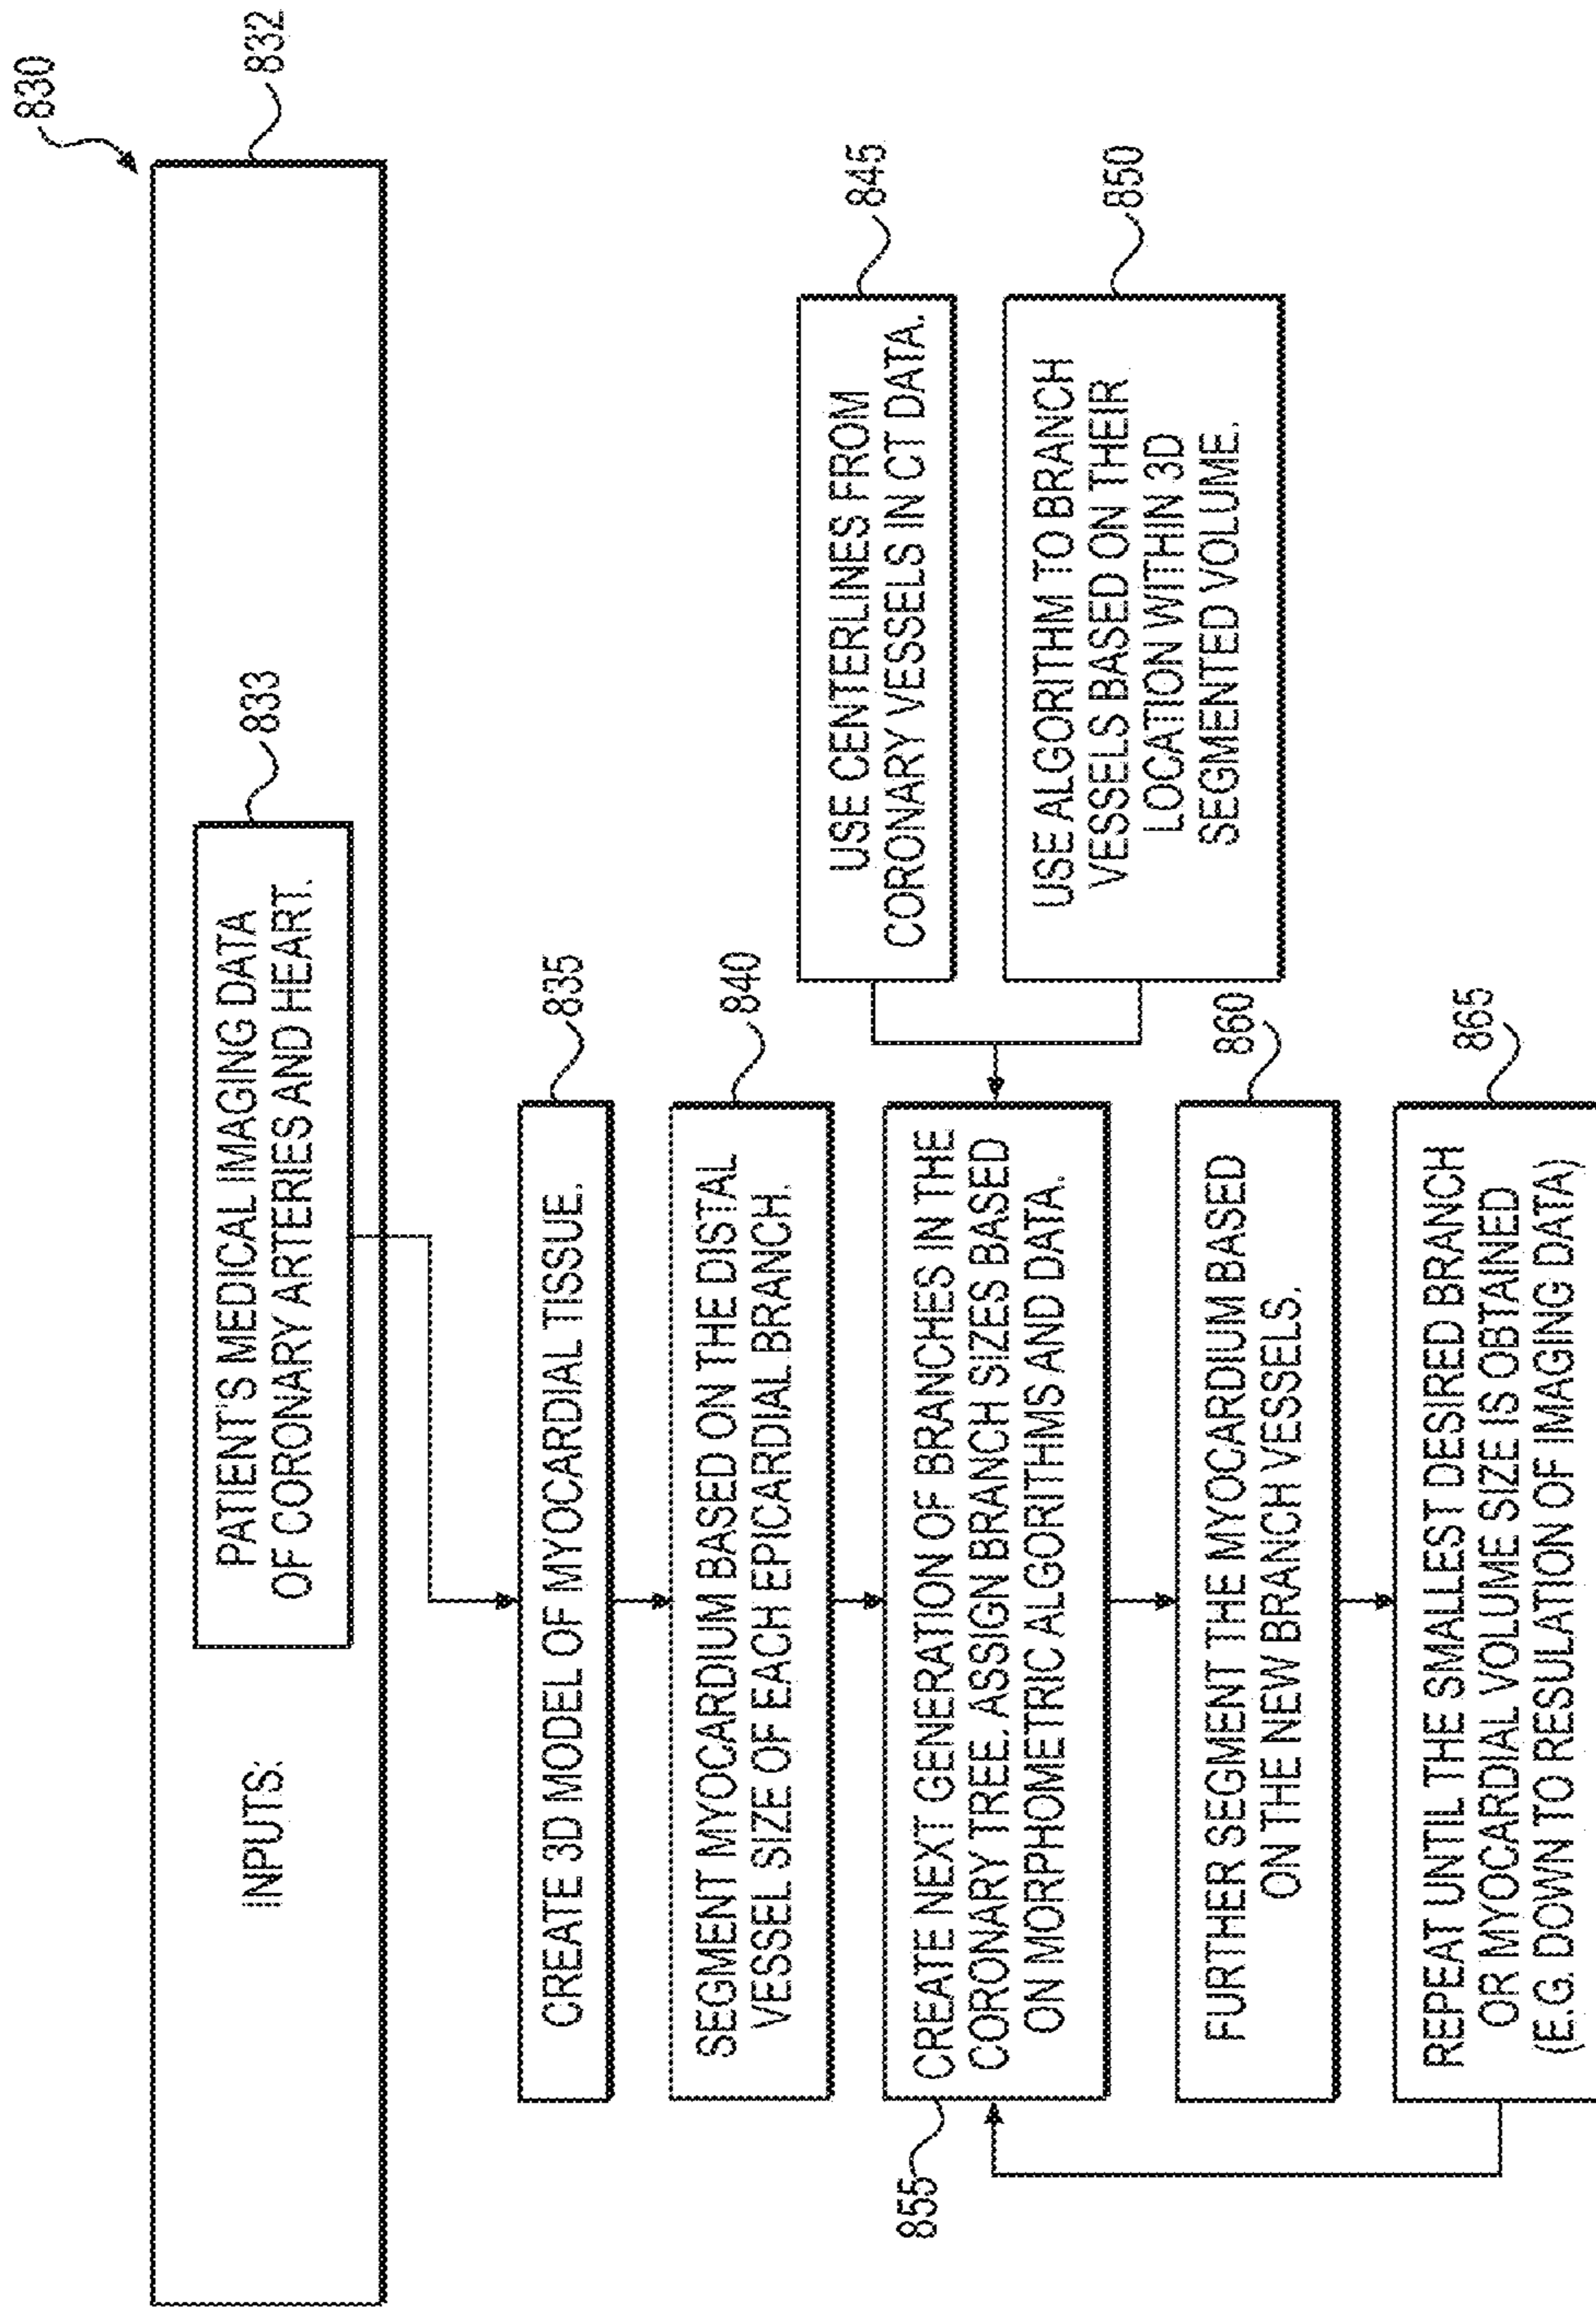 830
832
INPUTS:
833
PATIENT'S MEDICAL IMAGING DATA
OF CORONARY ARTERIES AND HEART.
835
CREATE 3D MODEL OF MYOCARDIAL TISSUE.
840
SEGMENT MYOCARDIUM BASED ON THE DISTAL
VESSEL SIZE OF EACH EPICARDIAL BRANCH.
845
USE CENTERLINES FROM
CORONARY VESSELS IN CT DATA.
850
USE ALGORITHM TO BRANCH
VESSELS BASED ON THEIR
LOCATION WITHIN 3D
SEGMENTED VOLUME.
855
CREATE NEXT GENERATION OF BRANCHES IN THE
CORONARY TREE. ASSIGN BRANCH SIZES BASED
ON MORPHOMETRIC ALGORITHMS AND DATA.
860
FURTHER SEGMENT THE MYOCARDIUM BASED
ON THE NEW BRANCH VESSELS.
865
REPEAT UNTIL THE SMALLEST DESIRED BRANCH
OR MYOCARDIAL VOLUME SIZE IS OBTAINED
(E.G. DOWN TO RESULATION OF IMAGING DATA)